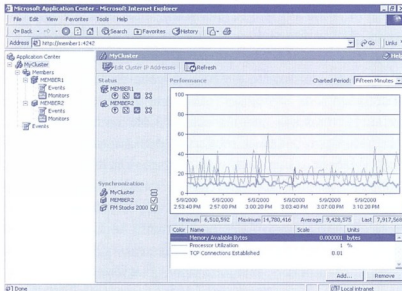 Microsoft Application Center - Microsoft Internet Explorer
File Edit View Favorites Tools Help
Back Search Favorites History
Address http://member1:4242/ Go Links
Application Center
MyCluster
Members
MEMBER1
Events
Monitors
MEMBER2
Events
Monitors
Events
MyCluster Help
Edit Cluster IP Addresses Refresh
Status
MEMBER1
MEMBER2
Synchronization
MyCluster
MEMBER2
FM Stocks 2000
Performance Charted Period: Fifteen Minutes
100
80
60
40
20
0
5/9/2000 5/9/2000 5/9/2000 5/9/2000 5/9/2000 5/9/2000
2:53:40 PM 2:57:00 PM 3:00:20 PM 3:03:40 PM 3:07:00 PM 3:10:20 PM
Minimum 6,510,592 Maximum 14,780,416 Average 9,428,575 Last 7,917,568
Color Name Scale Units
Memory Available Bytes 0.000001 bytes
Processor Utilization 1 %
TCP Connections Established 0.01
Add... Remove
Done Local intranet